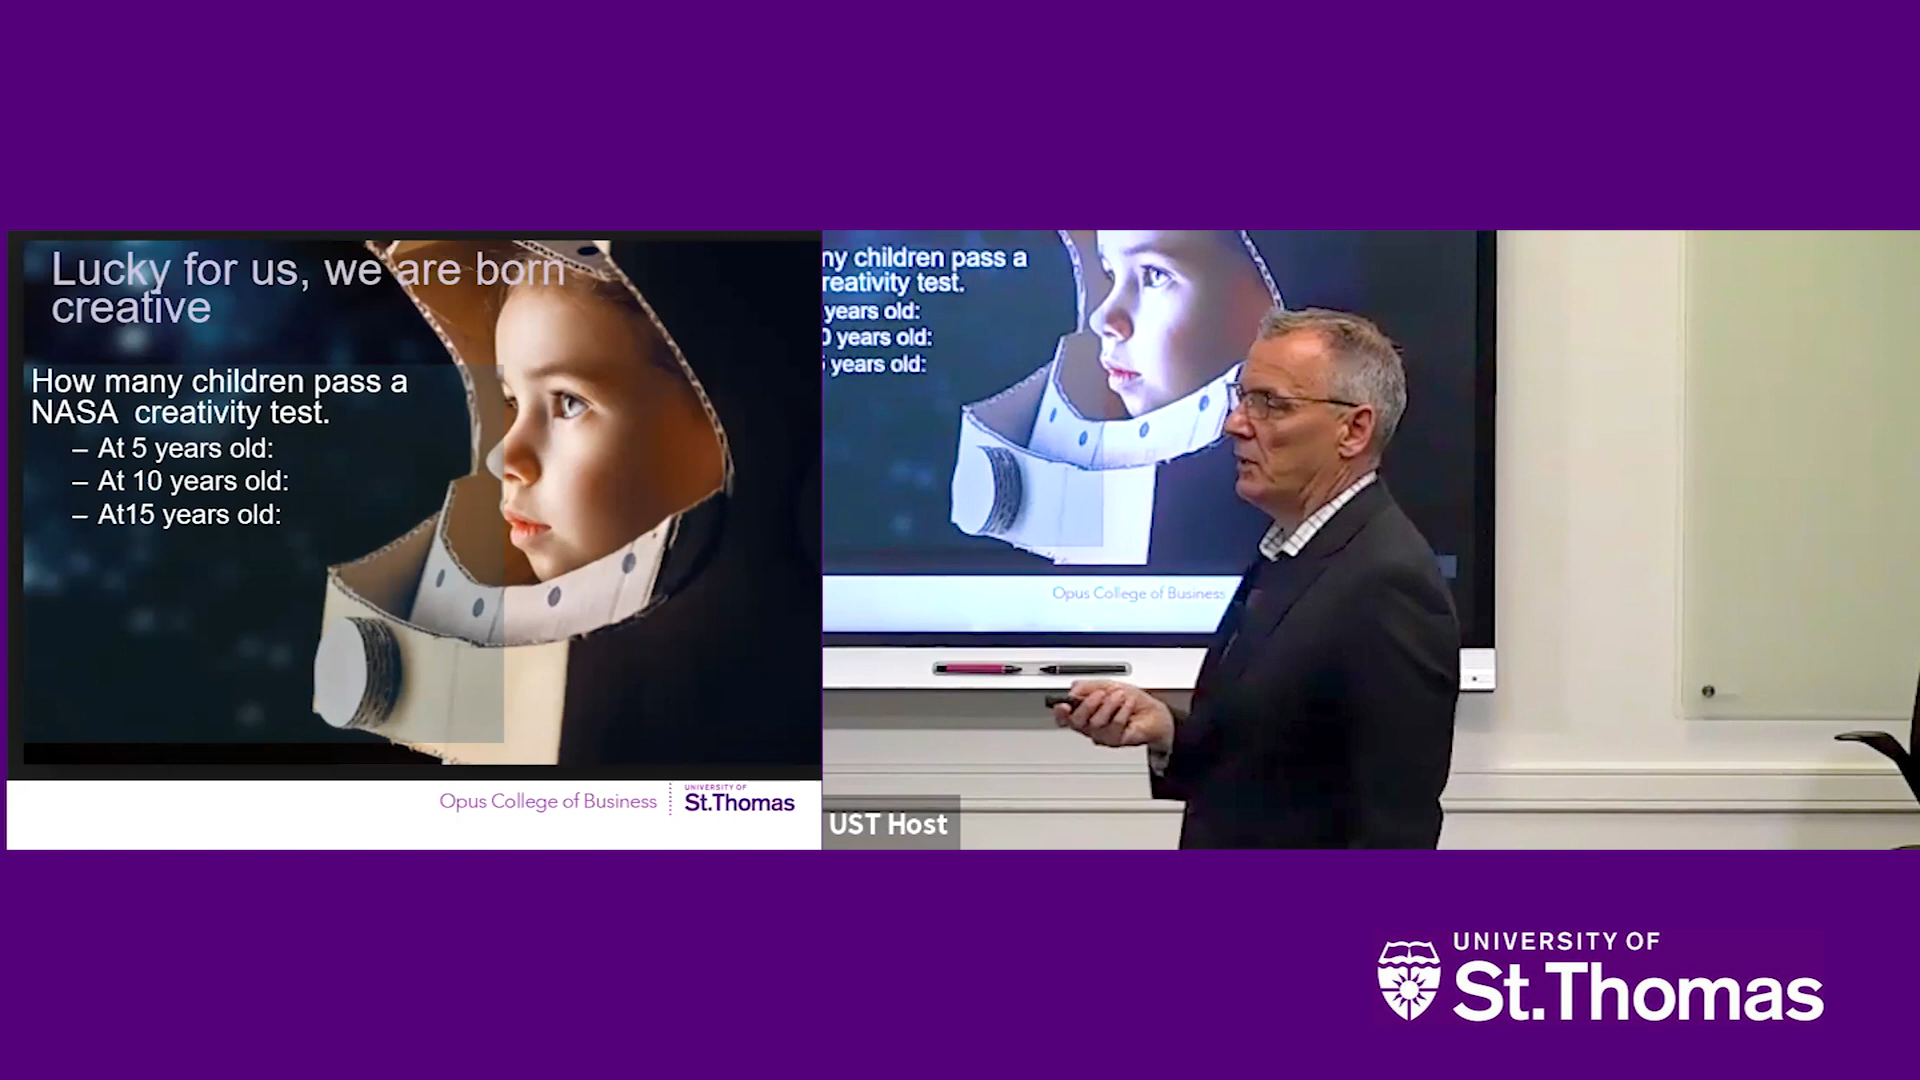 Lucky for us, we are born
creative
How many children pass a
NASA  creativity test.
– At 5 years old:
– At 10 years old:
– At15 years old:
Opus College of Business
UNIVERSITY OF
St.Thomas
ny children pass a
reativity test.
years old:
0 years old:
years old:
Opus College of Business
UST Host
UNIVERSITY OF
St.Thomas